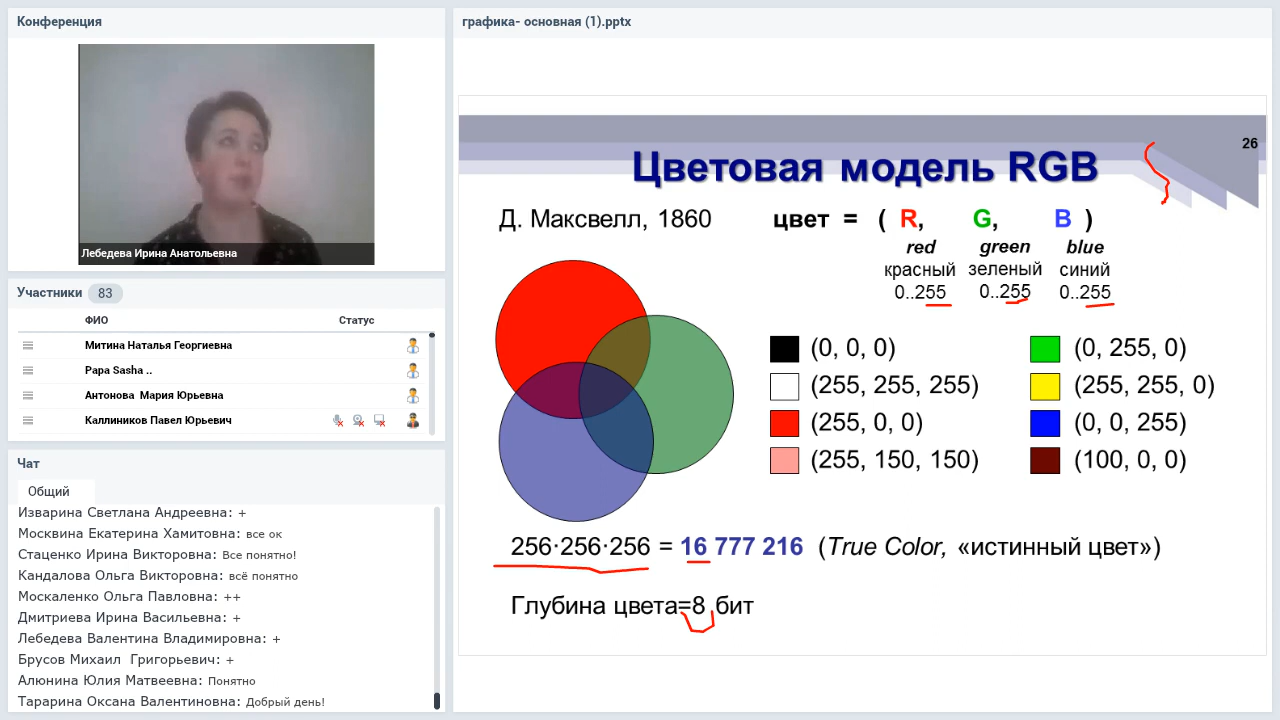 Конференция
Лебедева Ирина Анатольевна
Участники 83
ФИО Статус
Митина Наталья Георгиевна
Papa Sasha ..
Антонова Мария Юрьевна
Каллиников Павел Юрьевич
Чат
Общий
Изварина Светлана Андреевна: +
Москвина Екатерина Хамитовна: все ок
Стаценко Ирина Викторовна: Все понятно!
Кандалова Ольга Викторовна: всё понятно
Москаленко Ольга Павловна: ++
Дмитриева Ирина Васильевна: +
Лебедева Валентина Владимировна: +
Брусов Михаил Григорьевич: +
Алюнина Юлия Матвеевна: Понятно
Тарарина Оксана Валентиновна: Добрый день!
графика- основная (1).pptx
26
Цветовая модель RGB
Д. Максвелл, 1860 цвет = ( R, G, B )
red green blue
красный зеленый синий
0..255 0..255 0..255
(0, 0, 0) (0, 255, 0)
(255, 255, 255) (255, 255, 0)
(255, 0, 0) (0, 0, 255)
(255, 150, 150) (100, 0, 0)
256·256·256 = 16 777 216 (True Color, «истинный цвет»)
Глубина цвета=8 бит